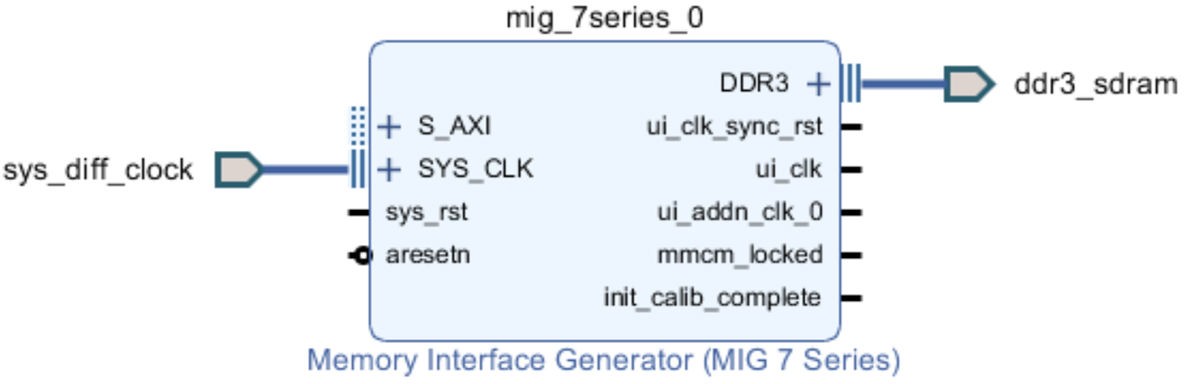 mig_7series_0
DDR3
ddr3_sdram
S_AXI
ui_clk_sync_rst
sys_diff_clock
SYS_CLK
ui_clk
sys_rst
ui_addn_clk_0
aresetn
mmcm_locked
init_calib_complete
Memory Interface Generator (MIG 7 Series)